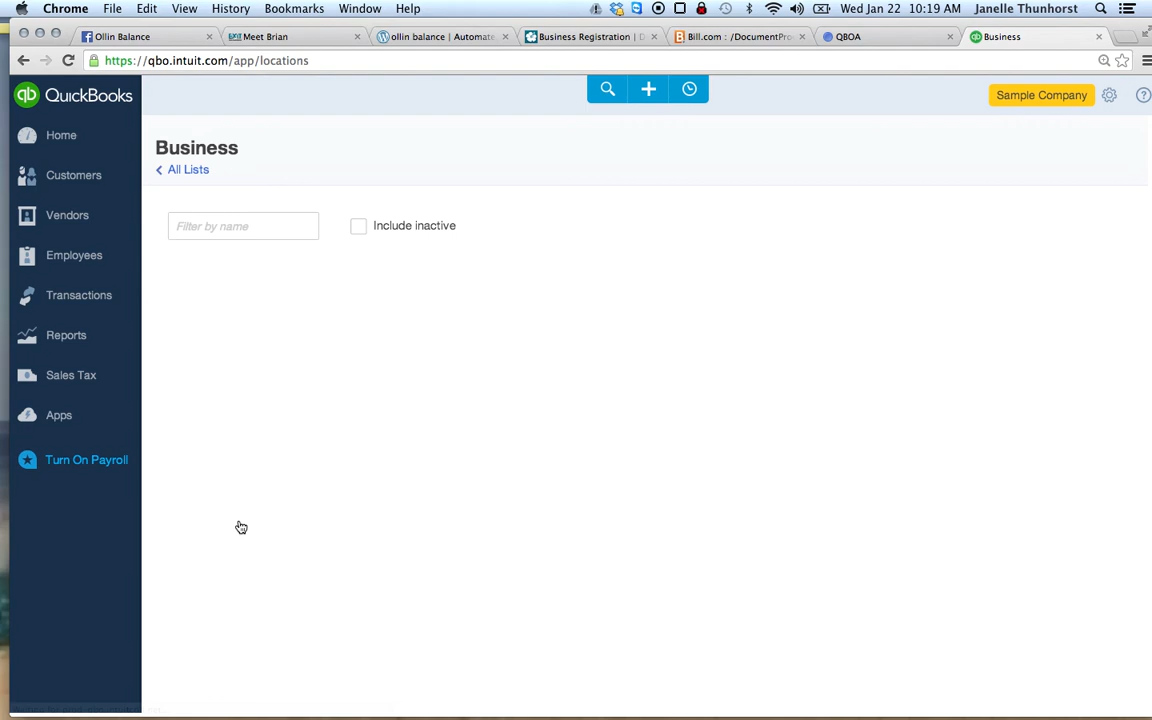 Chrome File Edit View History Bookmarks Window Help Wed Jan 22 10:19 AM Janelle Thunhorst
Ollin Balance Meet Brian ollin balance | Automate Business Registration | D Bill.com : /DocumentPro QBOA Business
https://qbo.intuit.com/app/locations
qb QuickBooks
Sample Company
?
Home
Customers
Vendors
Employees
Transactions
Reports
Sales Tax
Apps
Turn On Payroll
Business
All Lists
Filter by name
Include inactive